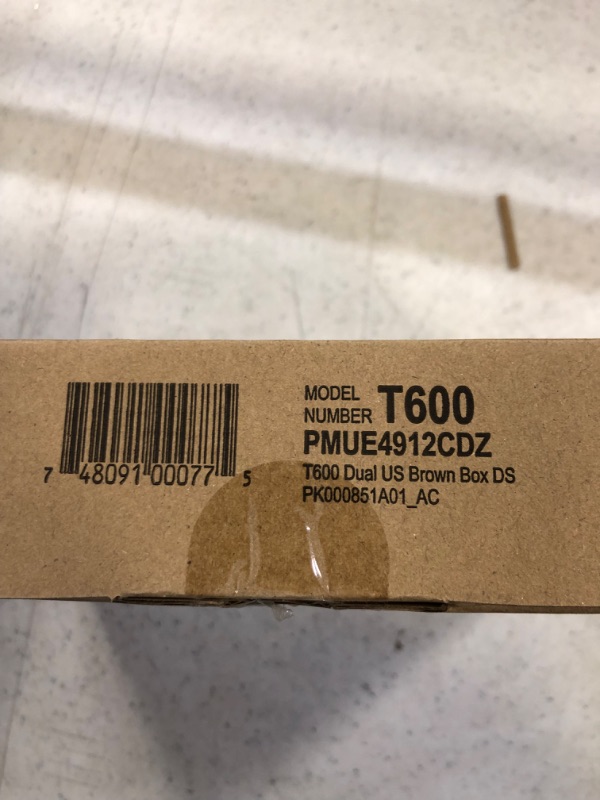 7 48091 00077 5
MODEL NUMBER T600
PMUE4912CDZ
T600 Dual US Brown Box DS
PK000851A01_AC